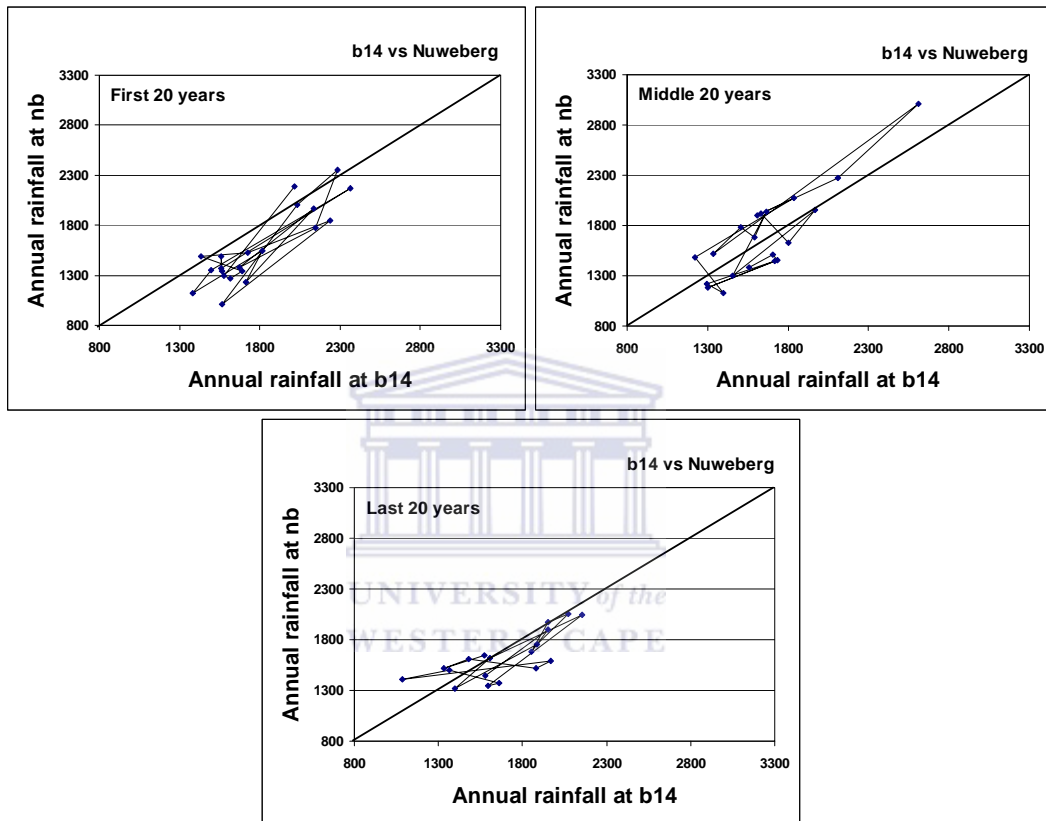 b14 vs Nuweberg
First 20 years
Annual rainfall at nb
3300
2800
2300
1800
1300
800
800 1300 1800 2300 2800 3300
Annual rainfall at b14
b14 vs Nuweberg
Middle 20 years
Annual rainfall at nb
3300
2800
2300
1800
1300
800
800 1300 1800 2300 2800 3300
Annual rainfall at b14
b14 vs Nuweberg
Last 20 years
Annual rainfall at nb
3300
2800
2300
1800
1300
800
800 1300 1800 2300 2800 3300
Annual rainfall at b14
UNIVERSITY of the
WESTERN CAPE